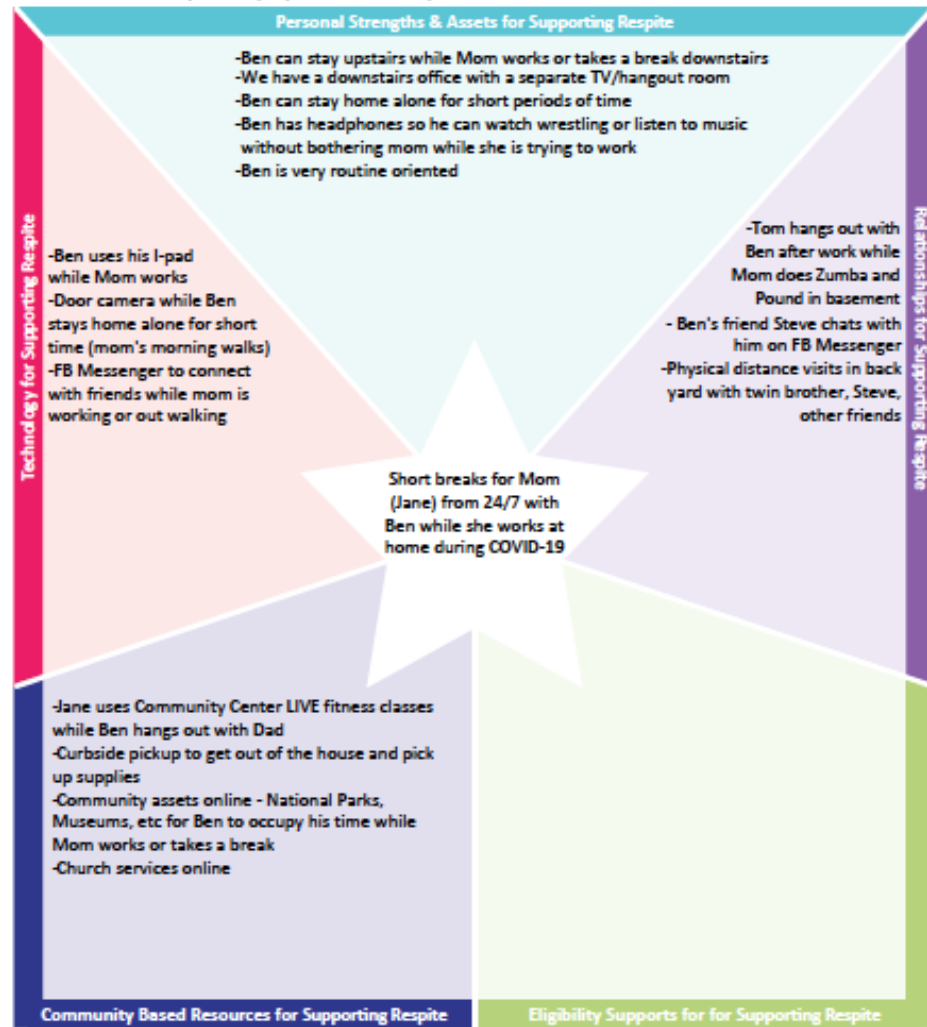 Personal Strengths & Assets for Supporting Respite
-Ben can stay upstairs while Mom works or takes a break downstairs
-We have a downstairs office with a separate TV/hangout room
-Ben can stay home alone for short periods of time
-Ben has headphones so he can watch wrestling or listen to music
without bothering mom while she is trying to work
-Ben is very routine oriented
Technology for Supporting Respite
-Ben uses his I-pad
while Mom works
-Door camera while Ben
stays home alone for short
time (mom's morning walks)
-FB Messenger to connect
with friends while mom is
working or out walking
Relationships for Supporting Respite
-Tom hangs out with
Ben after work while
Mom does Zumba and
Pound in basement
- Ben's friend Steve chats with
him on FB Messenger
-Physical distance visits in back
yard with twin brother, Steve,
other friends
Short breaks for Mom
(Jane) from 24/7 with
Ben while she works at
home during COVID-19
-Jane uses Community Center LIVE fitness classes
while Ben hangs out with Dad
-Curbside pickup to get out of the house and pick
up supplies
-Community assets online - National Parks,
Museums, etc for Ben to occupy his time while
Mom works or takes a break
-Church services online
Community Based Resources for Supporting Respite
Eligibility Supports for for Supporting Respite